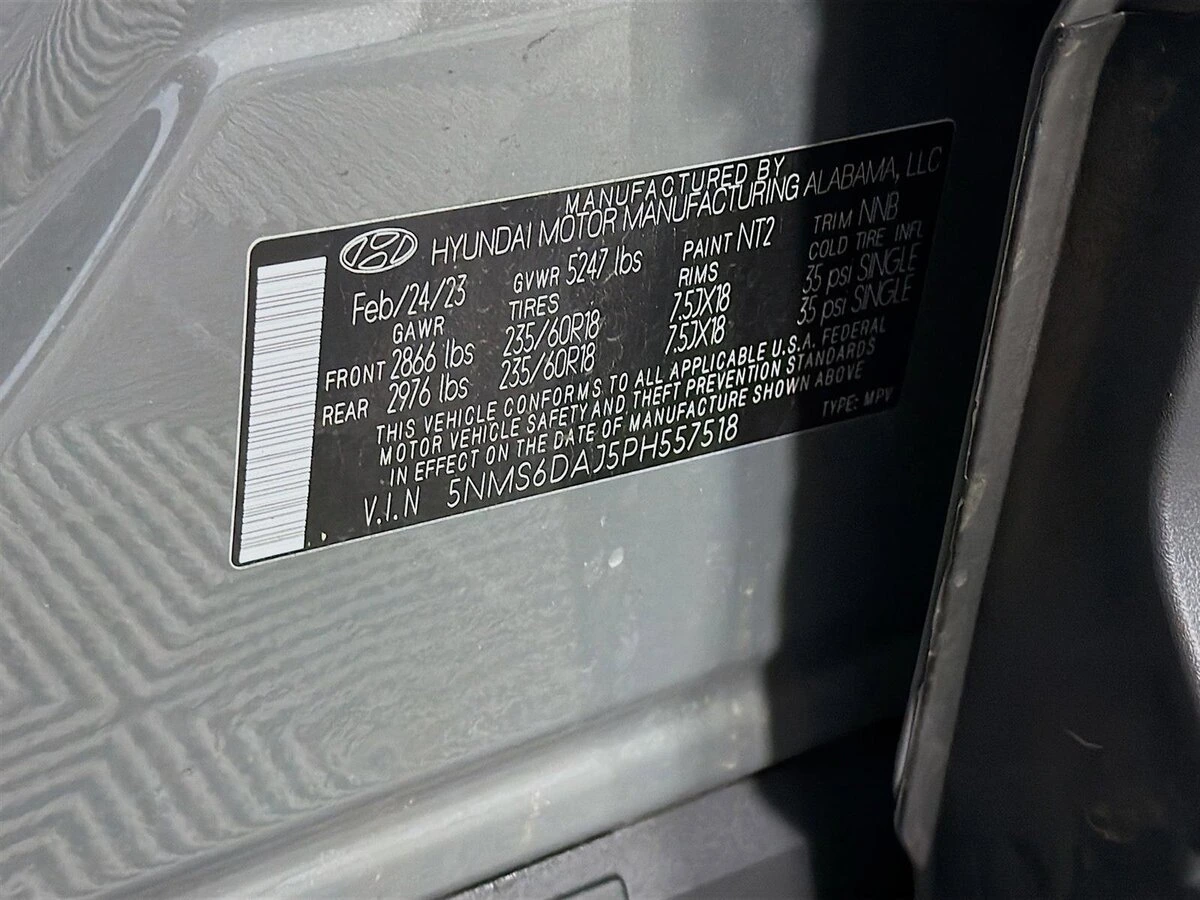 MANUFACTURED BY
HYUNDAI MOTOR MANUFACTURING ALABAMA, LLC
Feb/24/23 GVWR 5247 lbs PAINT NT2 TRIM NNB
GAWR TIRES RIMS COLD TIRE INFL
FRONT 2866 lbs 235/60R18 7.5JX18 35 psi SINGLE
REAR 2976 lbs 235/60R18 7.5JX18 35 psi SINGLE
THIS VEHICLE CONFORMS TO ALL APPLICABLE U.S.A. FEDERAL
MOTOR VEHICLE SAFETY AND THEFT PREVENTION STANDARDS
IN EFFECT ON THE DATE OF MANUFACTURE SHOWN ABOVE
V.I.N 5NMS6DAJ5PH557518 TYPE: MPV